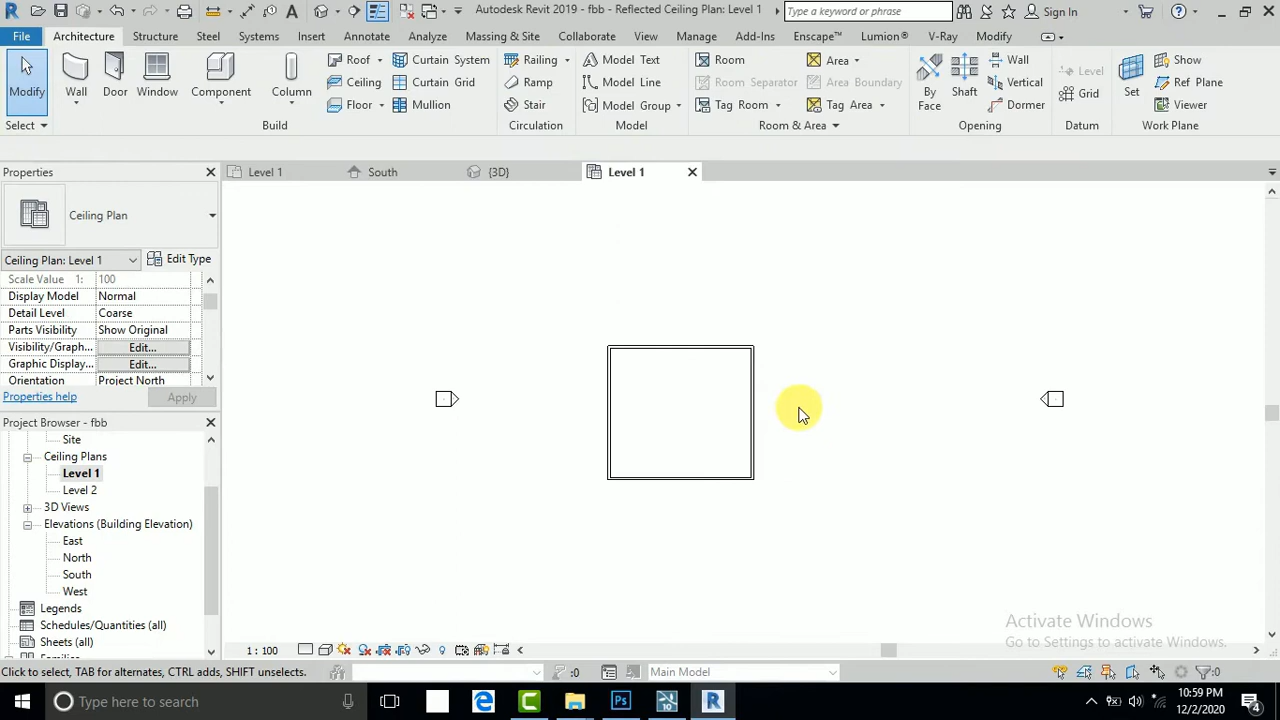 Autodesk Revit 2019 - fbb - Reflected Ceiling Plan: Level 1
Type a keyword or phrase
Sign In
File
Architecture
Structure
Steel
Systems
Insert
Annotate
Analyze
Massing & Site
Collaborate
View
Manage
Add-Ins
Enscape™
Lumion®
V-Ray
Modify
Modify
Wall
Door
Window
Component
Column
Roof
Ceiling
Floor
Curtain System
Curtain Grid
Mullion
Railing
Ramp
Stair
Model Text
Model Line
Model Group
Room
Room Separator
Tag Room
Area
Area Boundary
Tag Area
By
Face
Shaft
Wall
Vertical
Dormer
Level
Grid
Set
Show
Ref Plane
Viewer
Select
Build
Circulation
Model
Room & Area
Opening
Datum
Work Plane
Properties
Level 1
South
{3D}
Level 1
Ceiling Plan
Ceiling Plan: Level 1
Edit Type
Scale Value 1: 100
Display Model Normal
Detail Level Coarse
Parts Visibility Show Original
Visibility/Graph... Edit...
Graphic Display... Edit...
Orientation Project North
Properties help
Apply
Project Browser - fbb
Site
Ceiling Plans
Level 1
Level 2
3D Views
Elevations (Building Elevation)
East
North
South
West
Legends
Schedules/Quantities (all)
Sheets (all)
Activate Windows
Go to Settings to activate Windows.
1 : 100
Click to select, TAB for alternates, CTRL adds, SHIFT unselects.
:0
Main Model
:0
Type here to search
10:59 PM
12/2/2020
4